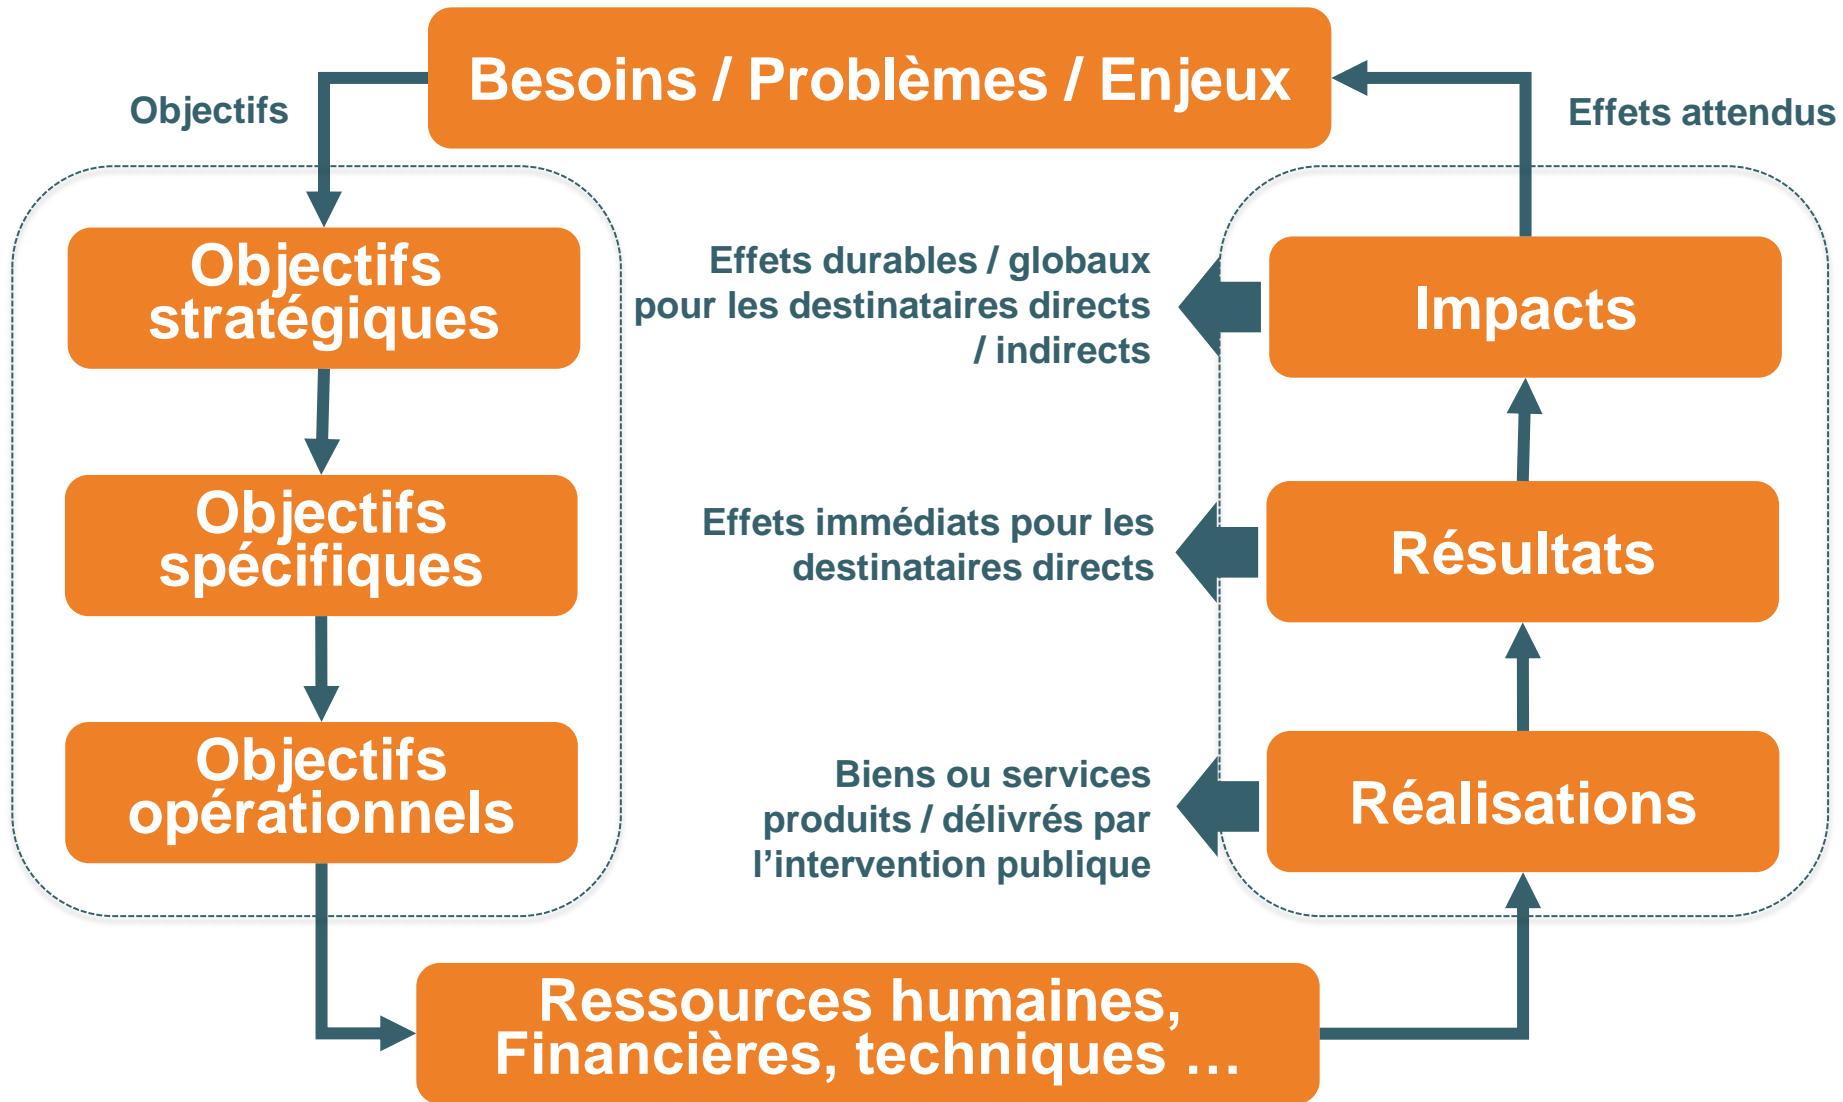 Besoins / Problèmes / Enjeux
Objectifs
Effets attendus
Objectifs
stratégiques
Effets durables / globaux
pour les destinataires directs
/ indirects
Impacts
Objectifs
spécifiques
Effets immédiats pour les
destinataires directs
Résultats
Objectifs
opérationnels
Biens ou services
produits / délivrés par
l’intervention publique
Réalisations
Ressources humaines,
Financières, techniques …